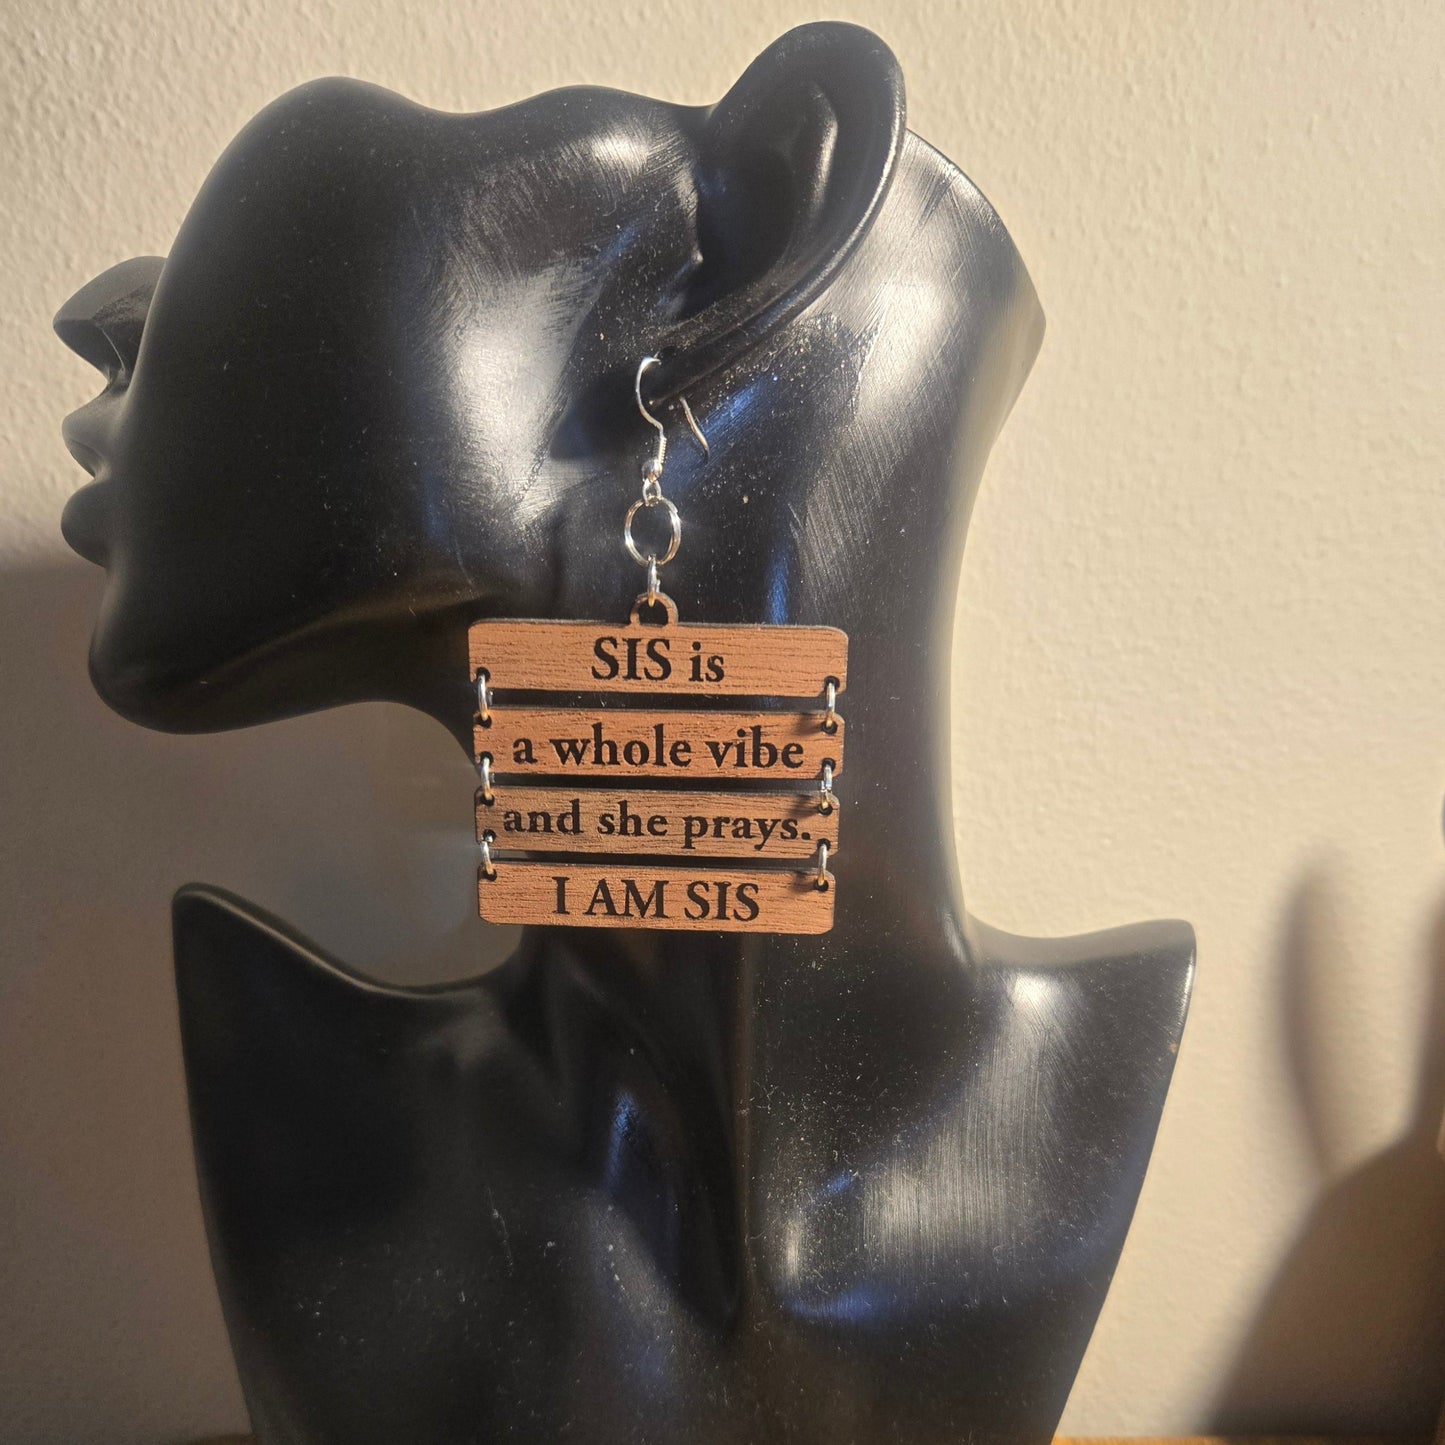 SIS is
a whole vibe
and she prays.
I AM SIS